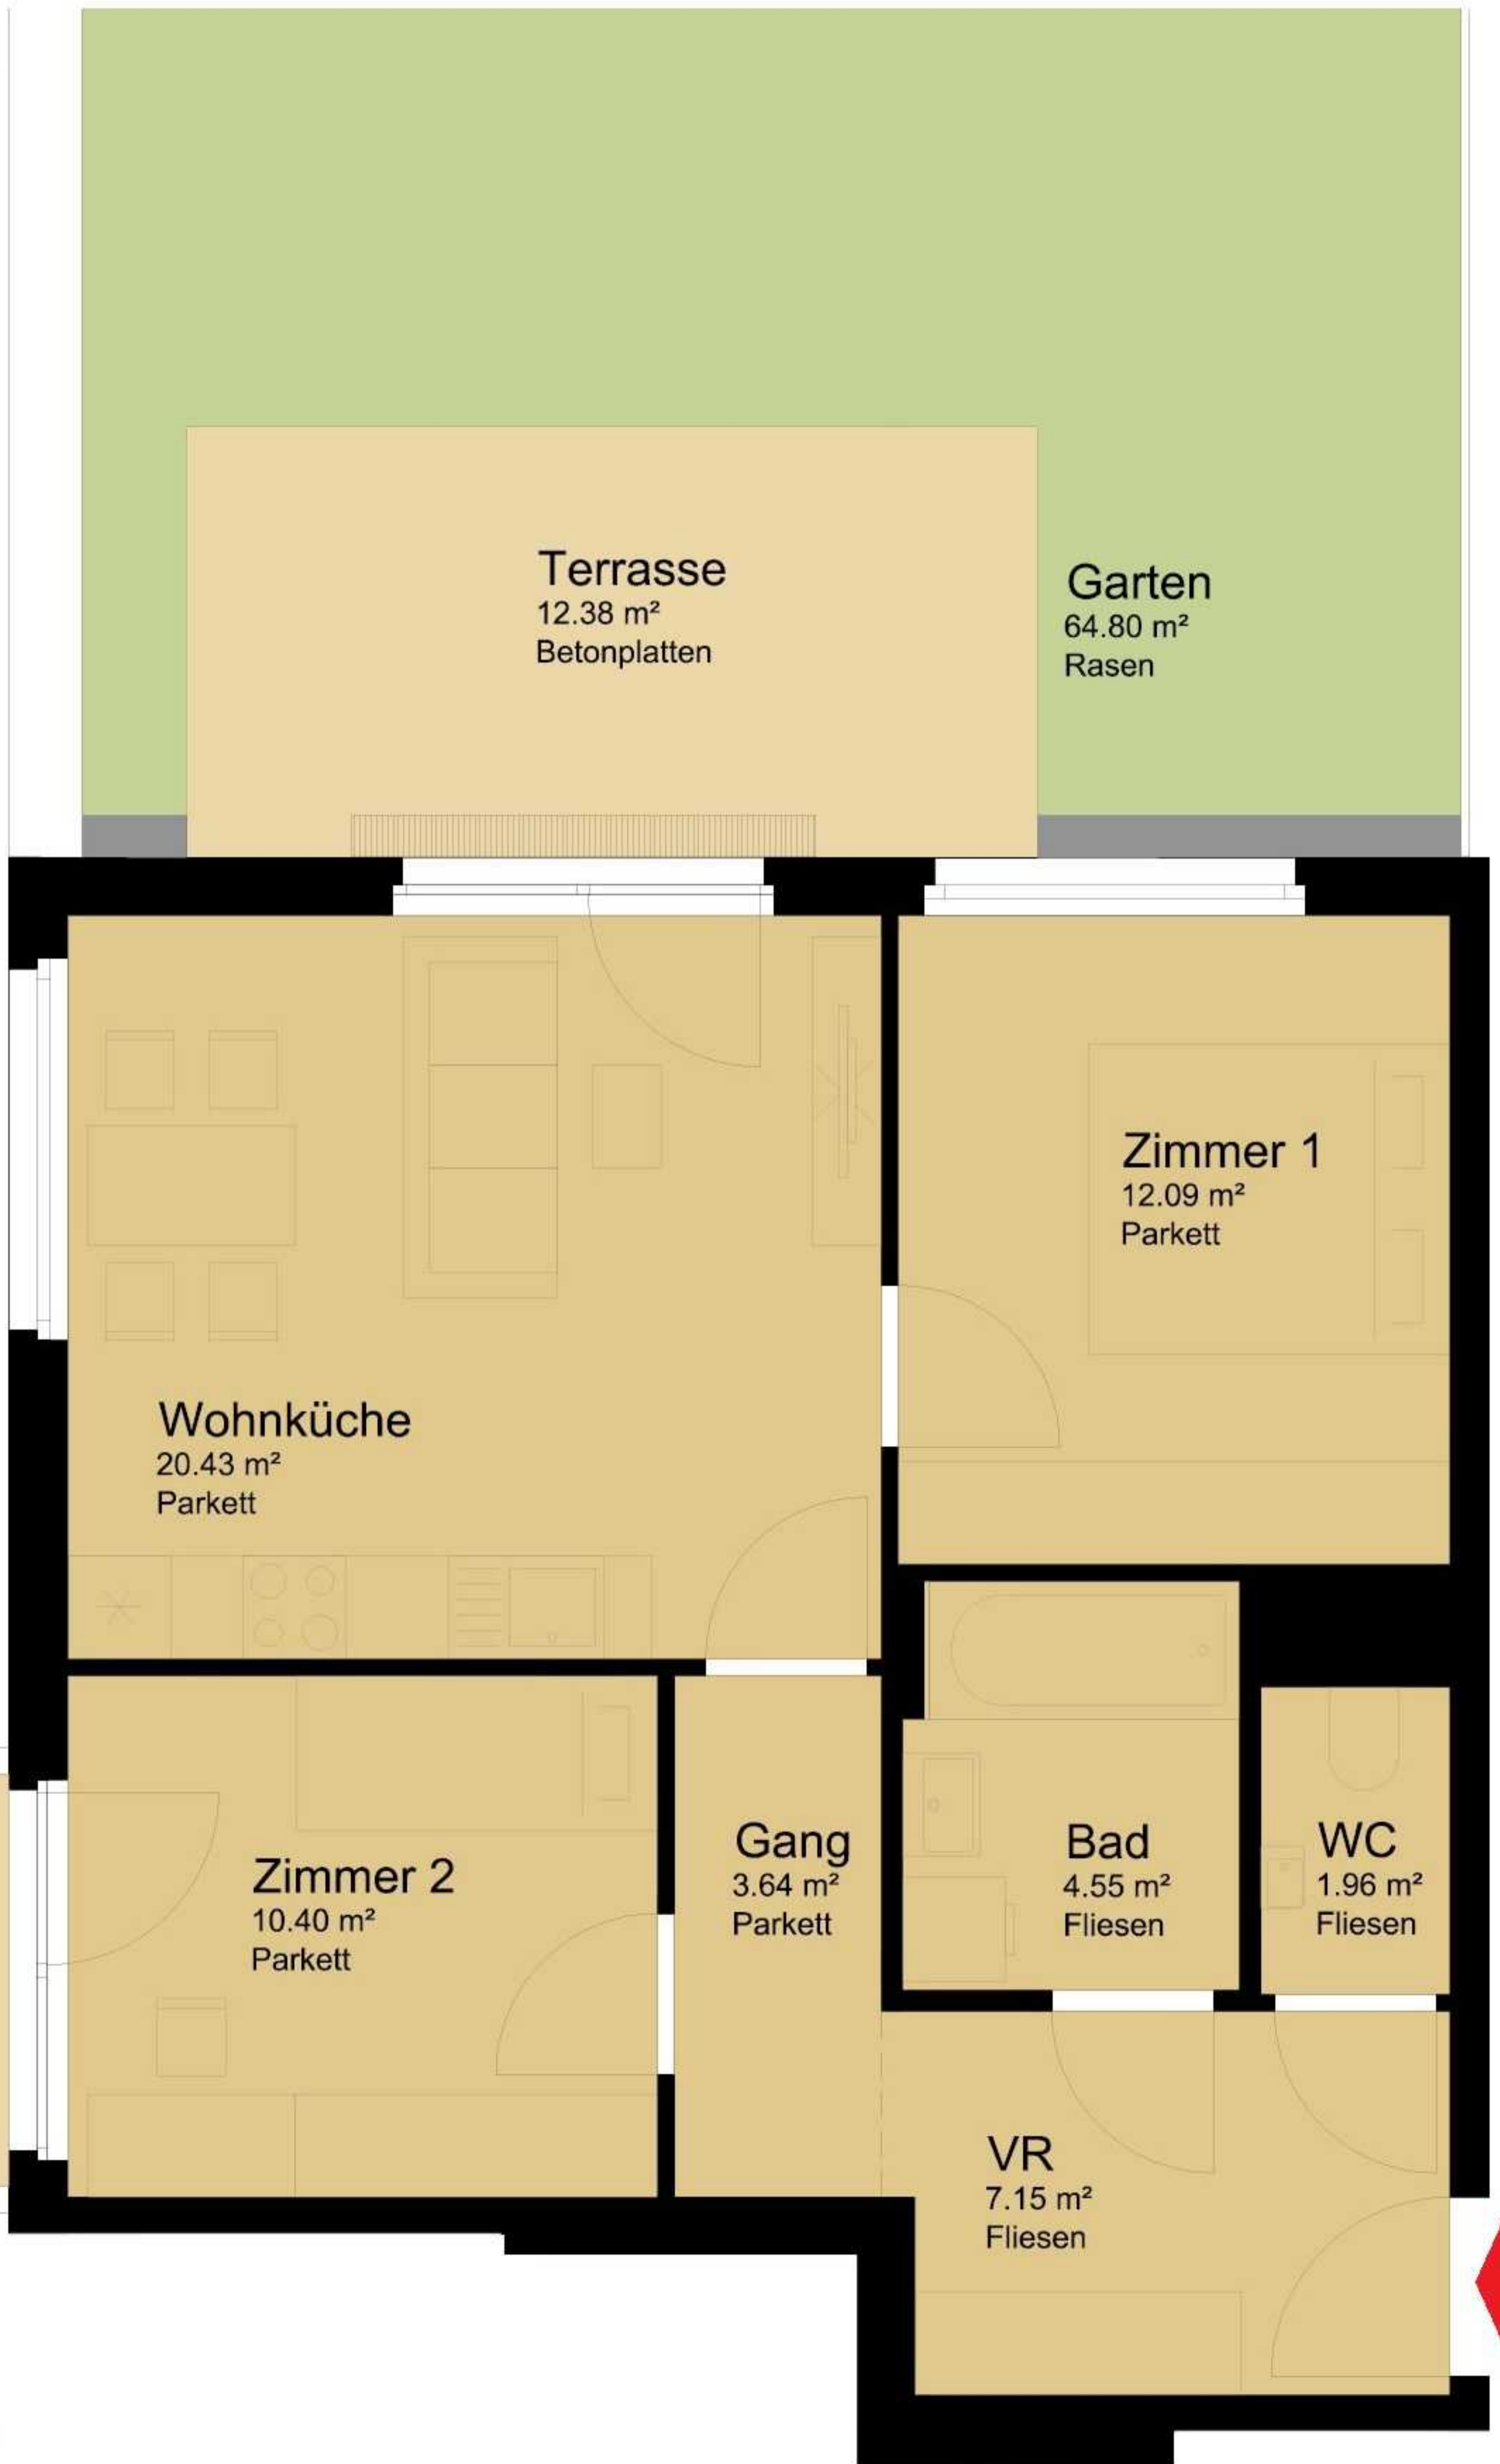 Terrasse
12.38 m²
Betonplatten
Garten
64.80 m²
Rasen
Zimmer 1
12.09 m²
Parkett
Wohnküche
20.43 m²
Parkett
Zimmer 2
10.40 m²
Parkett
Gang
3.64 m²
Parkett
Bad
4.55 m²
Fliesen
WC
1.96 m²
Fliesen
VR
7.15 m²
Fliesen